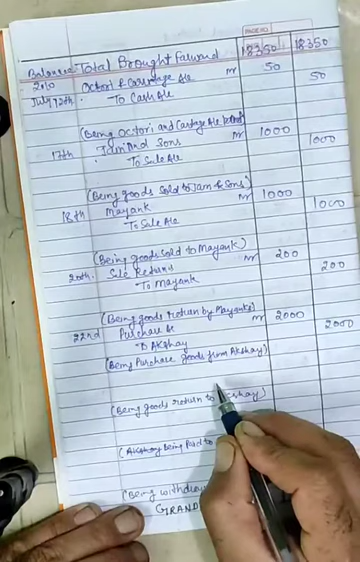 PAGE NO.
Balance Total Brought Forward 18350 18350
2010
July 12th Octori & Carriage A/c Dr 50
To Cash A/c 50
(Being Octori and Cartage A/c
17th Jam and Sons Dr 1000
To Sale A/c 1000
(Being goods sold to Jam & Sons)
18th Mayank Dr 1000
To Sale A/c 1000
(Being goods sold to Mayank)
20th. Sale Returns Dr 200
To Mayank 200
(Being goods return by Mayank)
22nd Purchase Dr 2000
To Akshay 2000
(Being Purchase goods from Akshay)
(Being goods return to
(Akshay Being Paid to
(Being withdraw
GRAND